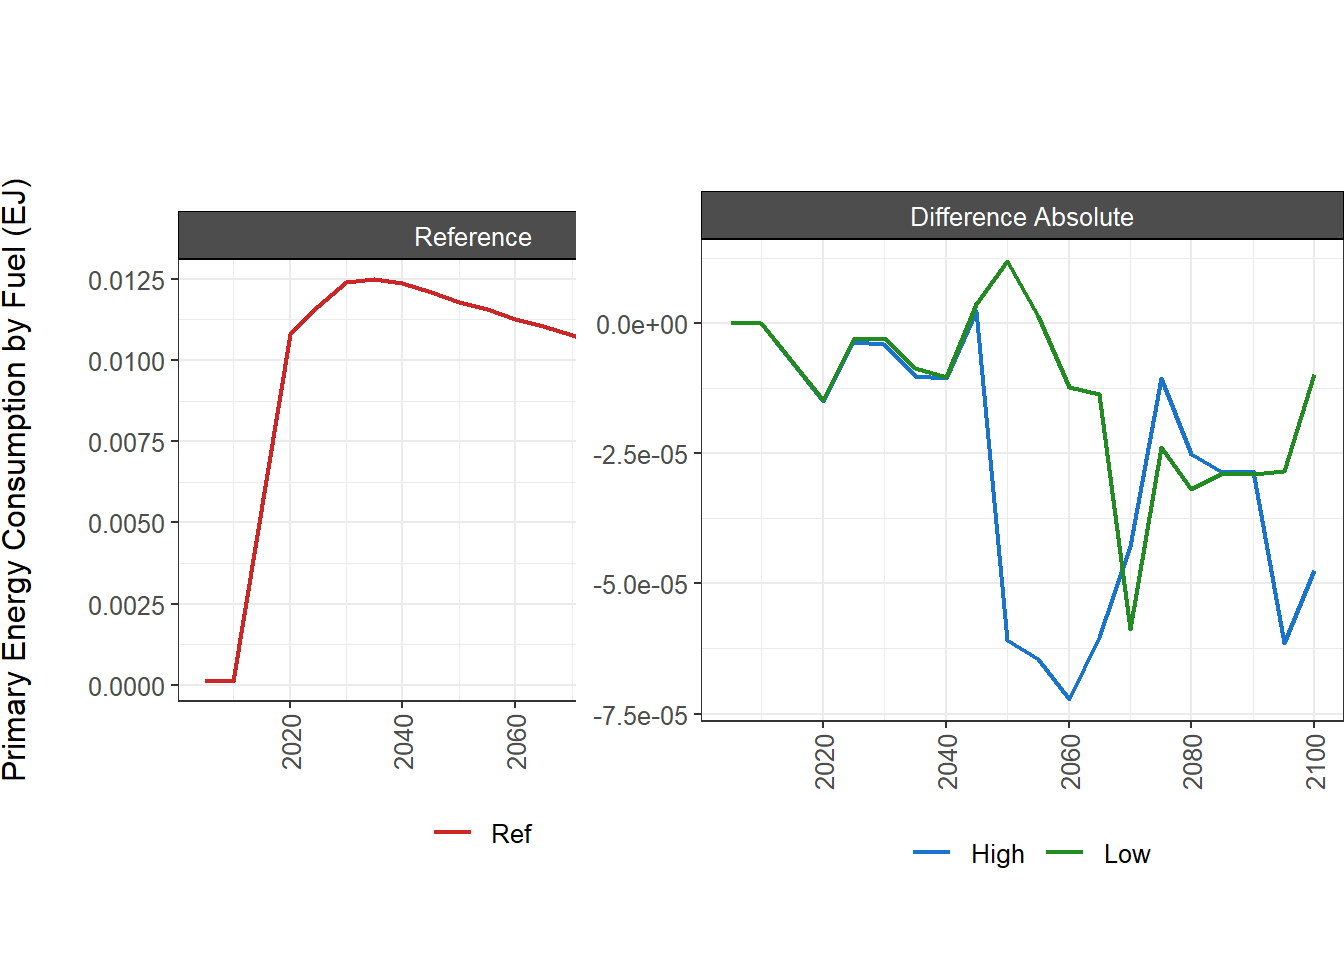 Primary Energy Consumption by Fuel (EJ)
Reference
0.0125
0.0100
0.0075
0.0050
0.0025
0.0000
2020
2040
2060
Ref
Difference Absolute
0.0e+00
-2.5e-05
-5.0e-05
-7.5e-05
2020
2040
2060
2080
2100
High
Low